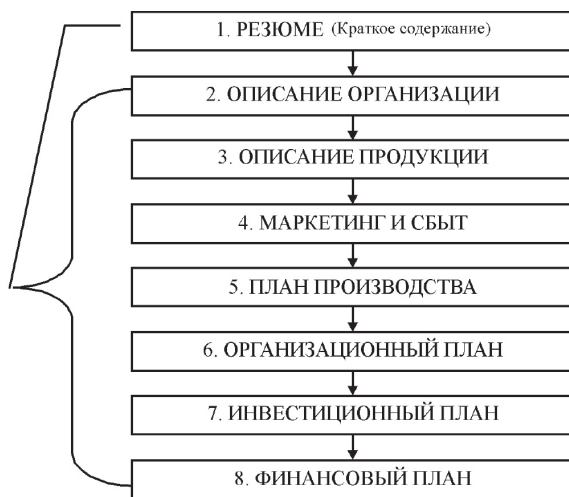 1. РЕЗЮМЕ (Краткое содержание)
2. ОПИСАНИЕ ОРГАНИЗАЦИИ
3. ОПИСАНИЕ ПРОДУКЦИИ
4. МАРКЕТИНГ И СБЫТ
5. ПЛАН ПРОИЗВОДСТВА
6. ОРГАНИЗАЦИОННЫЙ ПЛАН
7. ИНВЕСТИЦИОННЫЙ ПЛАН
8. ФИНАНСОВЫЙ ПЛАН